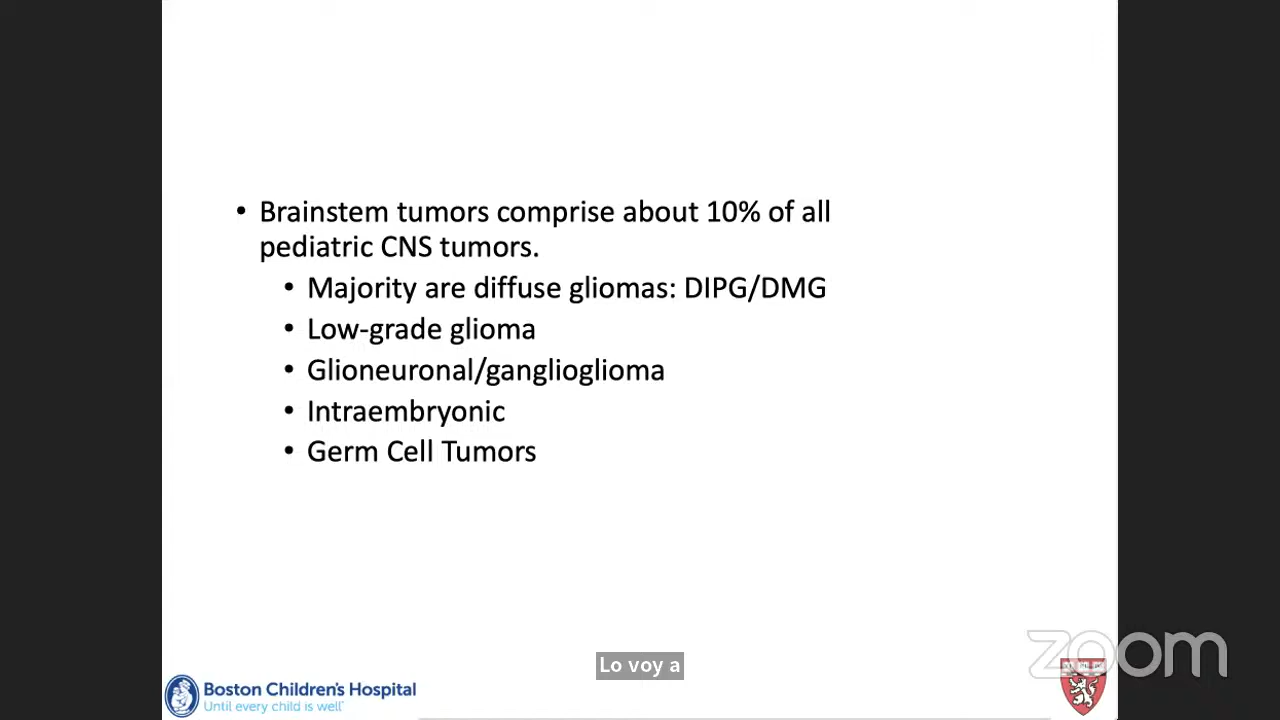 • Brainstem tumors comprise about 10% of all
pediatric CNS tumors.
• Majority are diffuse gliomas: DIPG/DMG
• Low-grade glioma
• Glioneuronal/ganglioglioma
• Intraembryonic
• Germ Cell Tumors
Lo voy a
zoom
Boston Children's Hospital
Until every child is well™